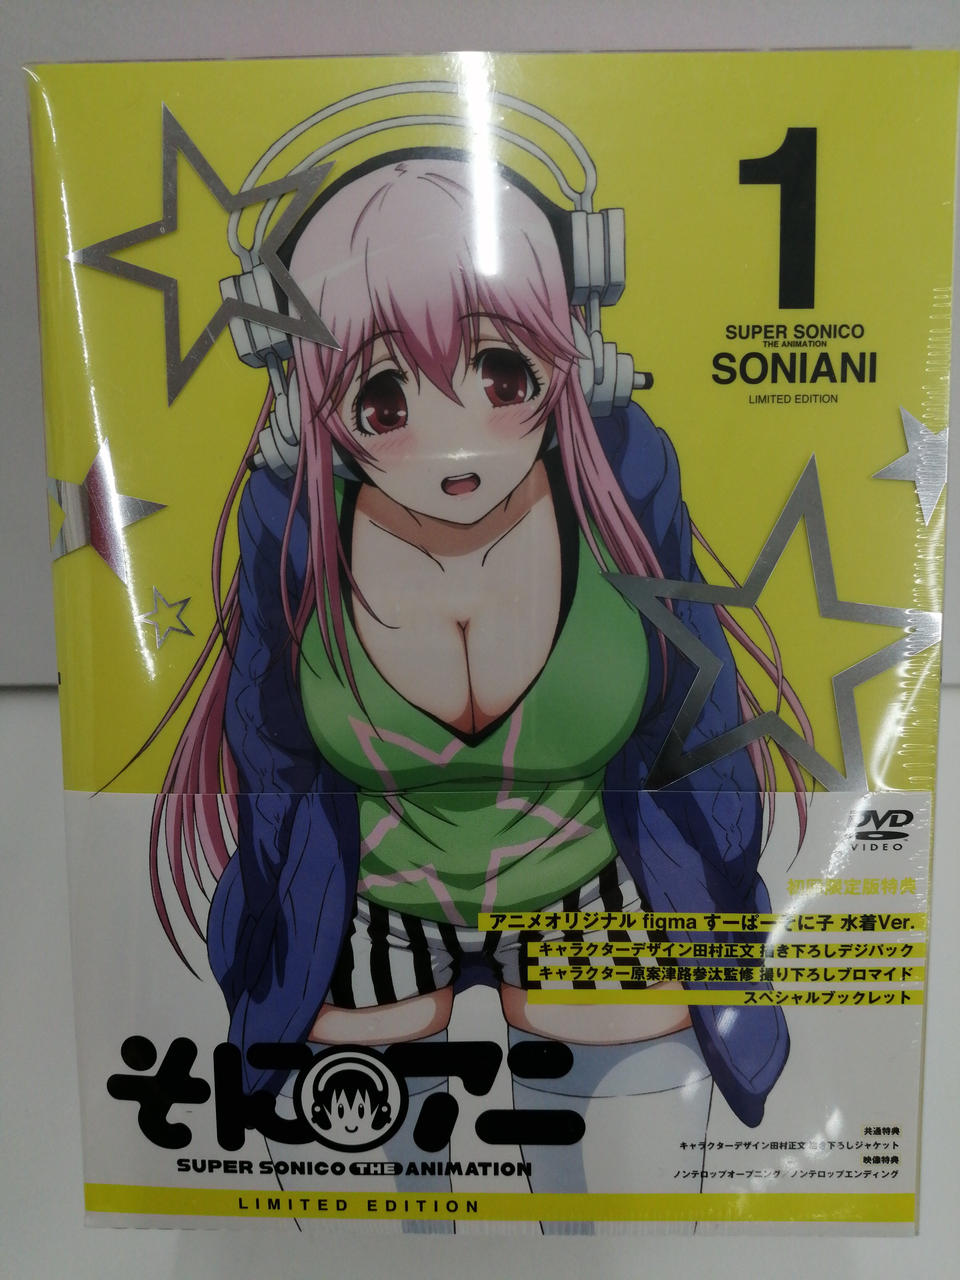 1
SUPER SONICO
THE ANIMATION
SONIANI
LIMITED EDITION
DVD
VIDEO
初回限定版特典
アニメオリジナル figma すーぱーそに子 水着Ver.
キャラクターデザイン田村正文 描き下ろしデジパック
キャラクター原案津路参汰監修 撮り下ろしブロマイド
スペシャルブックレット
そにアニ
SUPER SONICO THE ANIMATION
共通特典
キャラクターデザイン田村正文 描き下ろしジャケット
映像特典
ノンテロップオープニング／ノンテロップエンディング
LIMITED EDITION